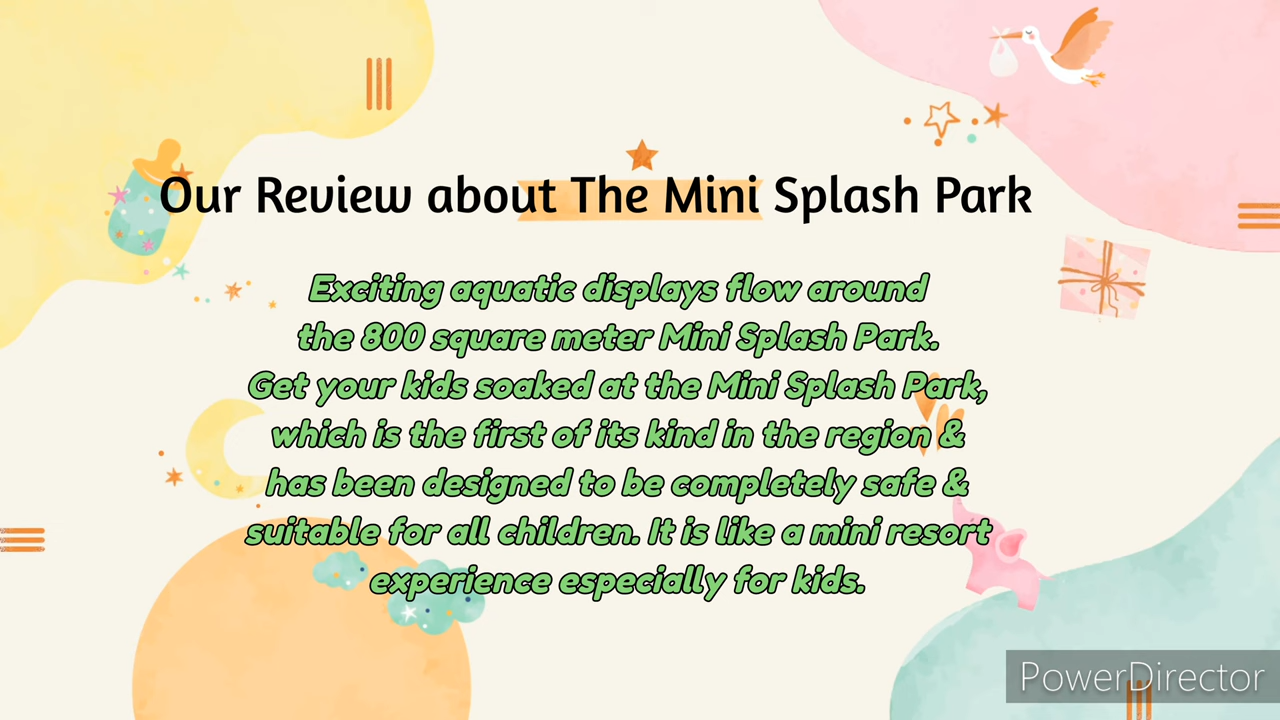 Our Review about The Mini Splash Park
Exciting aquatic displays flow around
the 800 square meter Mini Splash Park.
Get your kids soaked at the Mini Splash Park,
which is the first of its kind in the region &
has been designed to be completely safe &
suitable for all children. It is like a mini resort
experience especially for kids.
PowerDirector